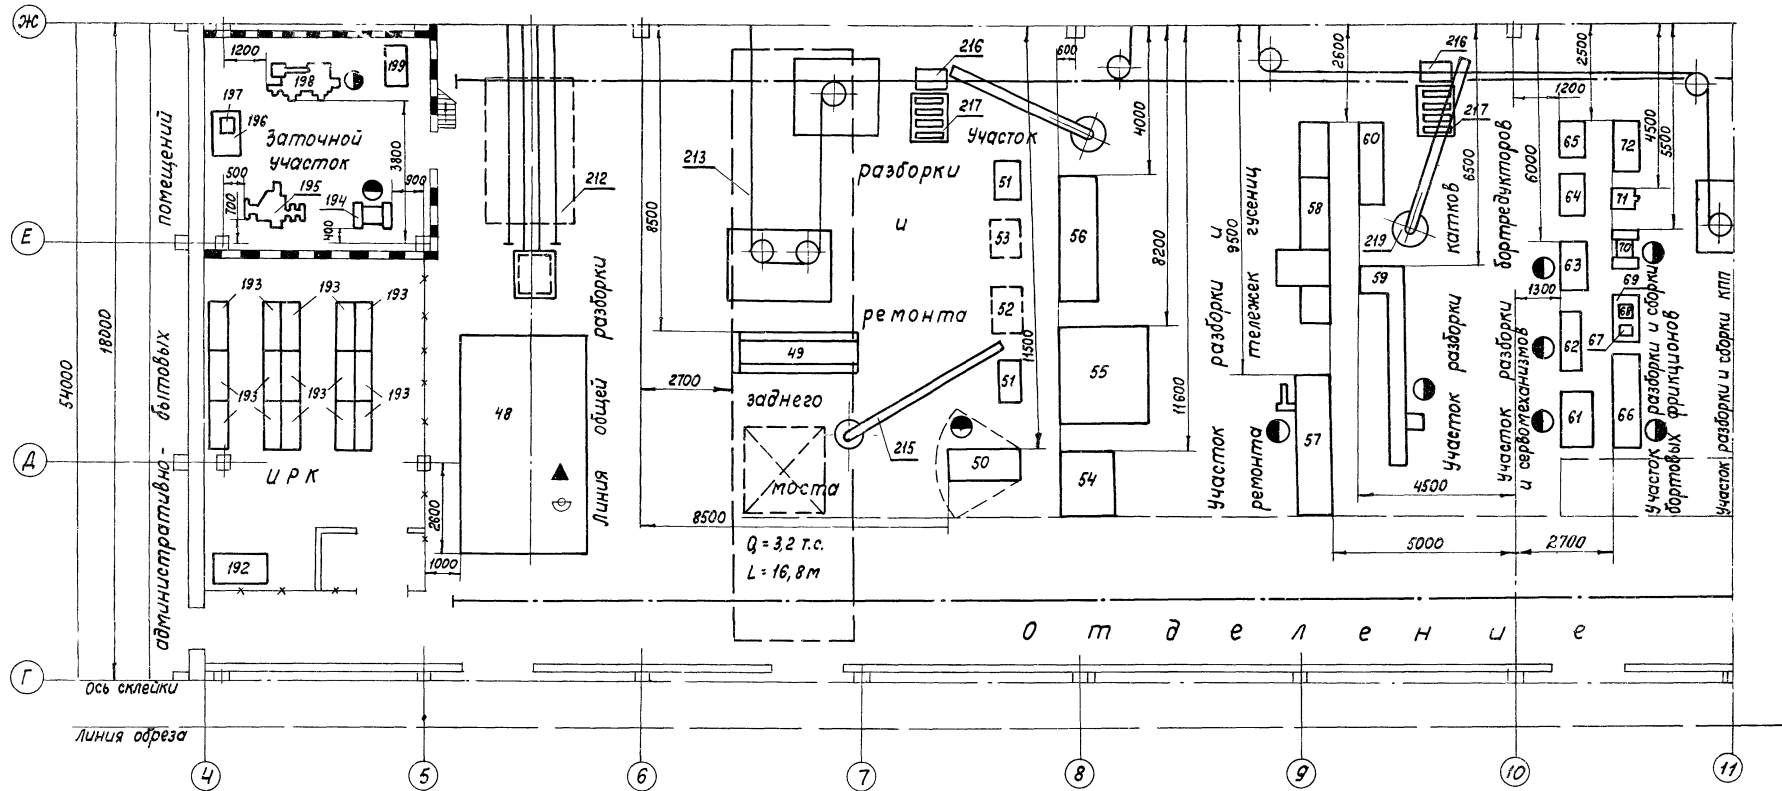 Ж
1200
199
198
216
600
2600
216
2500
197
196
217
1200
4500
5500
Заточной
участок
3800
4000
участок
60
217
65
72
помещений
213
212
разборки
51
6500
6000
500
195
194
900
58
64
71
700
400
и
53
56
Е
8500
8200
9500
219
катков
бортредукторов
63
70
193
193
193
59
1300
69
52
68
67
ремонта
11500
49
55
62
193
193
193
2700
51
11600
54000
18000
48
заднего
57
61
66
215
Д
50
54
ИРК
моста
4500
2600
8500
Q = 3,2 т.с.
L = 16,8 м
5000
2700
192
1000
административно - бытовых
Линия общей разборки
Участок разборки и
ремонта тележек гусениц
Участок разборки
Участок разборки
и сервомеханизмов
Участок разборки и сборки
бортовых фрикционов
Участок разборки и сборки КПП
отделение
Г
Ось склейки
Линия обреза
4
5
6
7
8
9
10
11